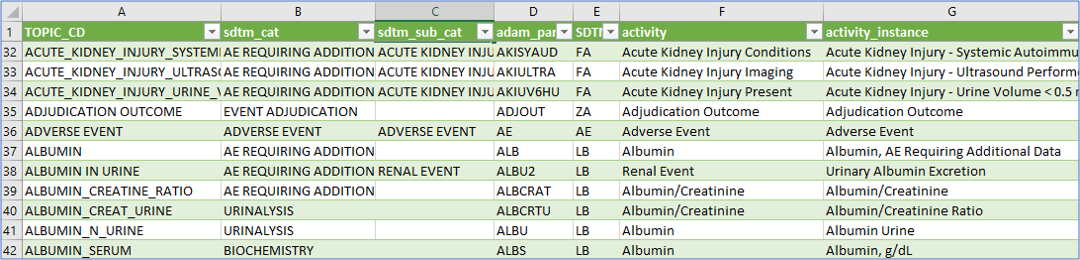 A B C D E F G
1 TOPIC_CD sdtm_cat sdtm_sub_cat adam_par SDTM activity activity_instance
32 ACUTE_KIDNEY_INJURY_SYSTEMI AE REQUIRING ADDITION ACUTE KIDNEY INJU AKISYAUD FA Acute Kidney Injury Conditions Acute Kidney Injury - Systemic Autoimmu
33 ACUTE_KIDNEY_INJURY_ULTRASO AE REQUIRING ADDITION ACUTE KIDNEY INJU AKIULTRA FA Acute Kidney Injury Imaging Acute Kidney Injury - Ultrasound Performe
34 ACUTE_KIDNEY_INJURY_URINE_V AE REQUIRING ADDITION ACUTE KIDNEY INJU AKIUV6HU FA Acute Kidney Injury Present Acute Kidney Injury - Urine Volume < 0.5 m
35 ADJUDICATION OUTCOME EVENT ADJUDICATION ADJOUT ZA Adjudication Outcome Adjudication Outcome
36 ADVERSE EVENT ADVERSE EVENT ADVERSE EVENT AE AE Adverse Event Adverse Event
37 ALBUMIN AE REQUIRING ADDITION ALB LB Albumin Albumin, AE Requiring Additional Data
38 ALBUMIN IN URINE AE REQUIRING ADDITION RENAL EVENT ALBU2 LB Renal Event Urinary Albumin Excretion
39 ALBUMIN_CREATINE_RATIO AE REQUIRING ADDITION ALBCRAT LB Albumin/Creatinine Albumin/Creatinine
40 ALBUMIN_CREAT_URINE URINALYSIS ALBCRTU LB Albumin/Creatinine Albumin/Creatinine Ratio
41 ALBUMIN_N_URINE URINALYSIS ALBU LB Albumin Albumin Urine
42 ALBUMIN_SERUM BIOCHEMISTRY ALBS LB Albumin Albumin, g/dL